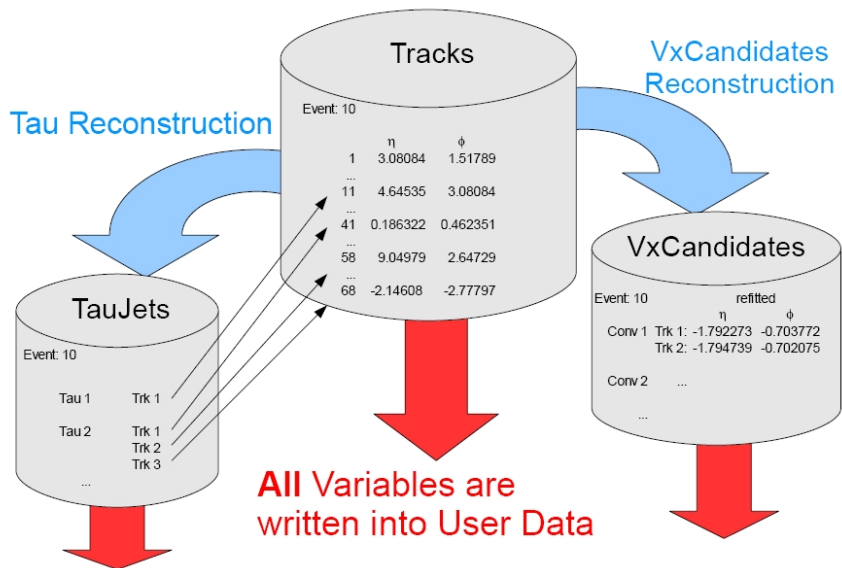 Tracks
Event: 10
η φ
1 3.08084 1.51789
...
11 4.64535 3.08084
...
41 0.186322 0.462351
...
58 9.04979 2.64729
...
68 -2.14608 -2.77797
Tau Reconstruction
VxCandidates
Reconstruction
TauJets
Event: 10
Tau 1 Trk 1
Tau 2 Trk 1
Trk 2
Trk 3
...
VxCandidates
Event: 10 refitted
η φ
Conv 1 Trk 1: -1.792273 -0.703772
Trk 2: -1.794739 -0.702075
Conv 2 ...
...
All Variables are
written into User Data